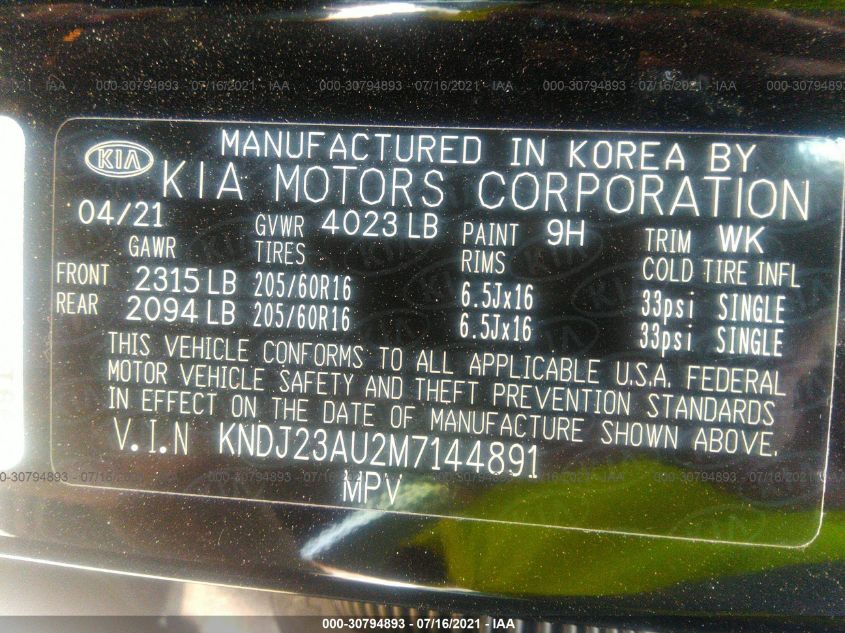 000-30794893 - 07/16/2021 - IAA
MANUFACTURED IN KOREA BY
KIA KIA MOTORS CORPORATION
04/21 GVWR 4023 LB PAINT 9H TRIM WK
GAWR TIRES RIMS COLD TIRE INFL
FRONT 2315 LB 205/60R16 6.5Jx16 33psi SINGLE
REAR 2094 LB 205/60R16 6.5Jx16 33psi SINGLE
THIS VEHICLE CONFORMS TO ALL APPLICABLE U.S.A. FEDERAL
MOTOR VEHICLE SAFETY AND THEFT PREVENTION STANDARDS
IN EFFECT ON THE DATE OF MANUFACTURE SHOWN ABOVE.
V.I.N KNDJ23AU2M7144891
MPV
000-30794893 - 07/16/2021 - IAA